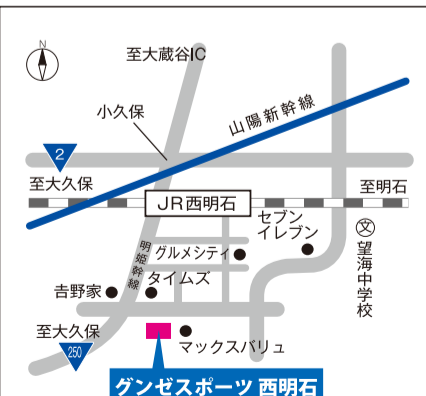 N
至大蔵谷IC
小久保
山陽新幹線
2
至大久保
至明石
JR西明石
セブン
イレブン
文
望海中学校
明姫幹線
グルメシティ
タイムズ
𠮷野家
至大久保
250
マックスバリュ
グンゼスポーツ 西明石